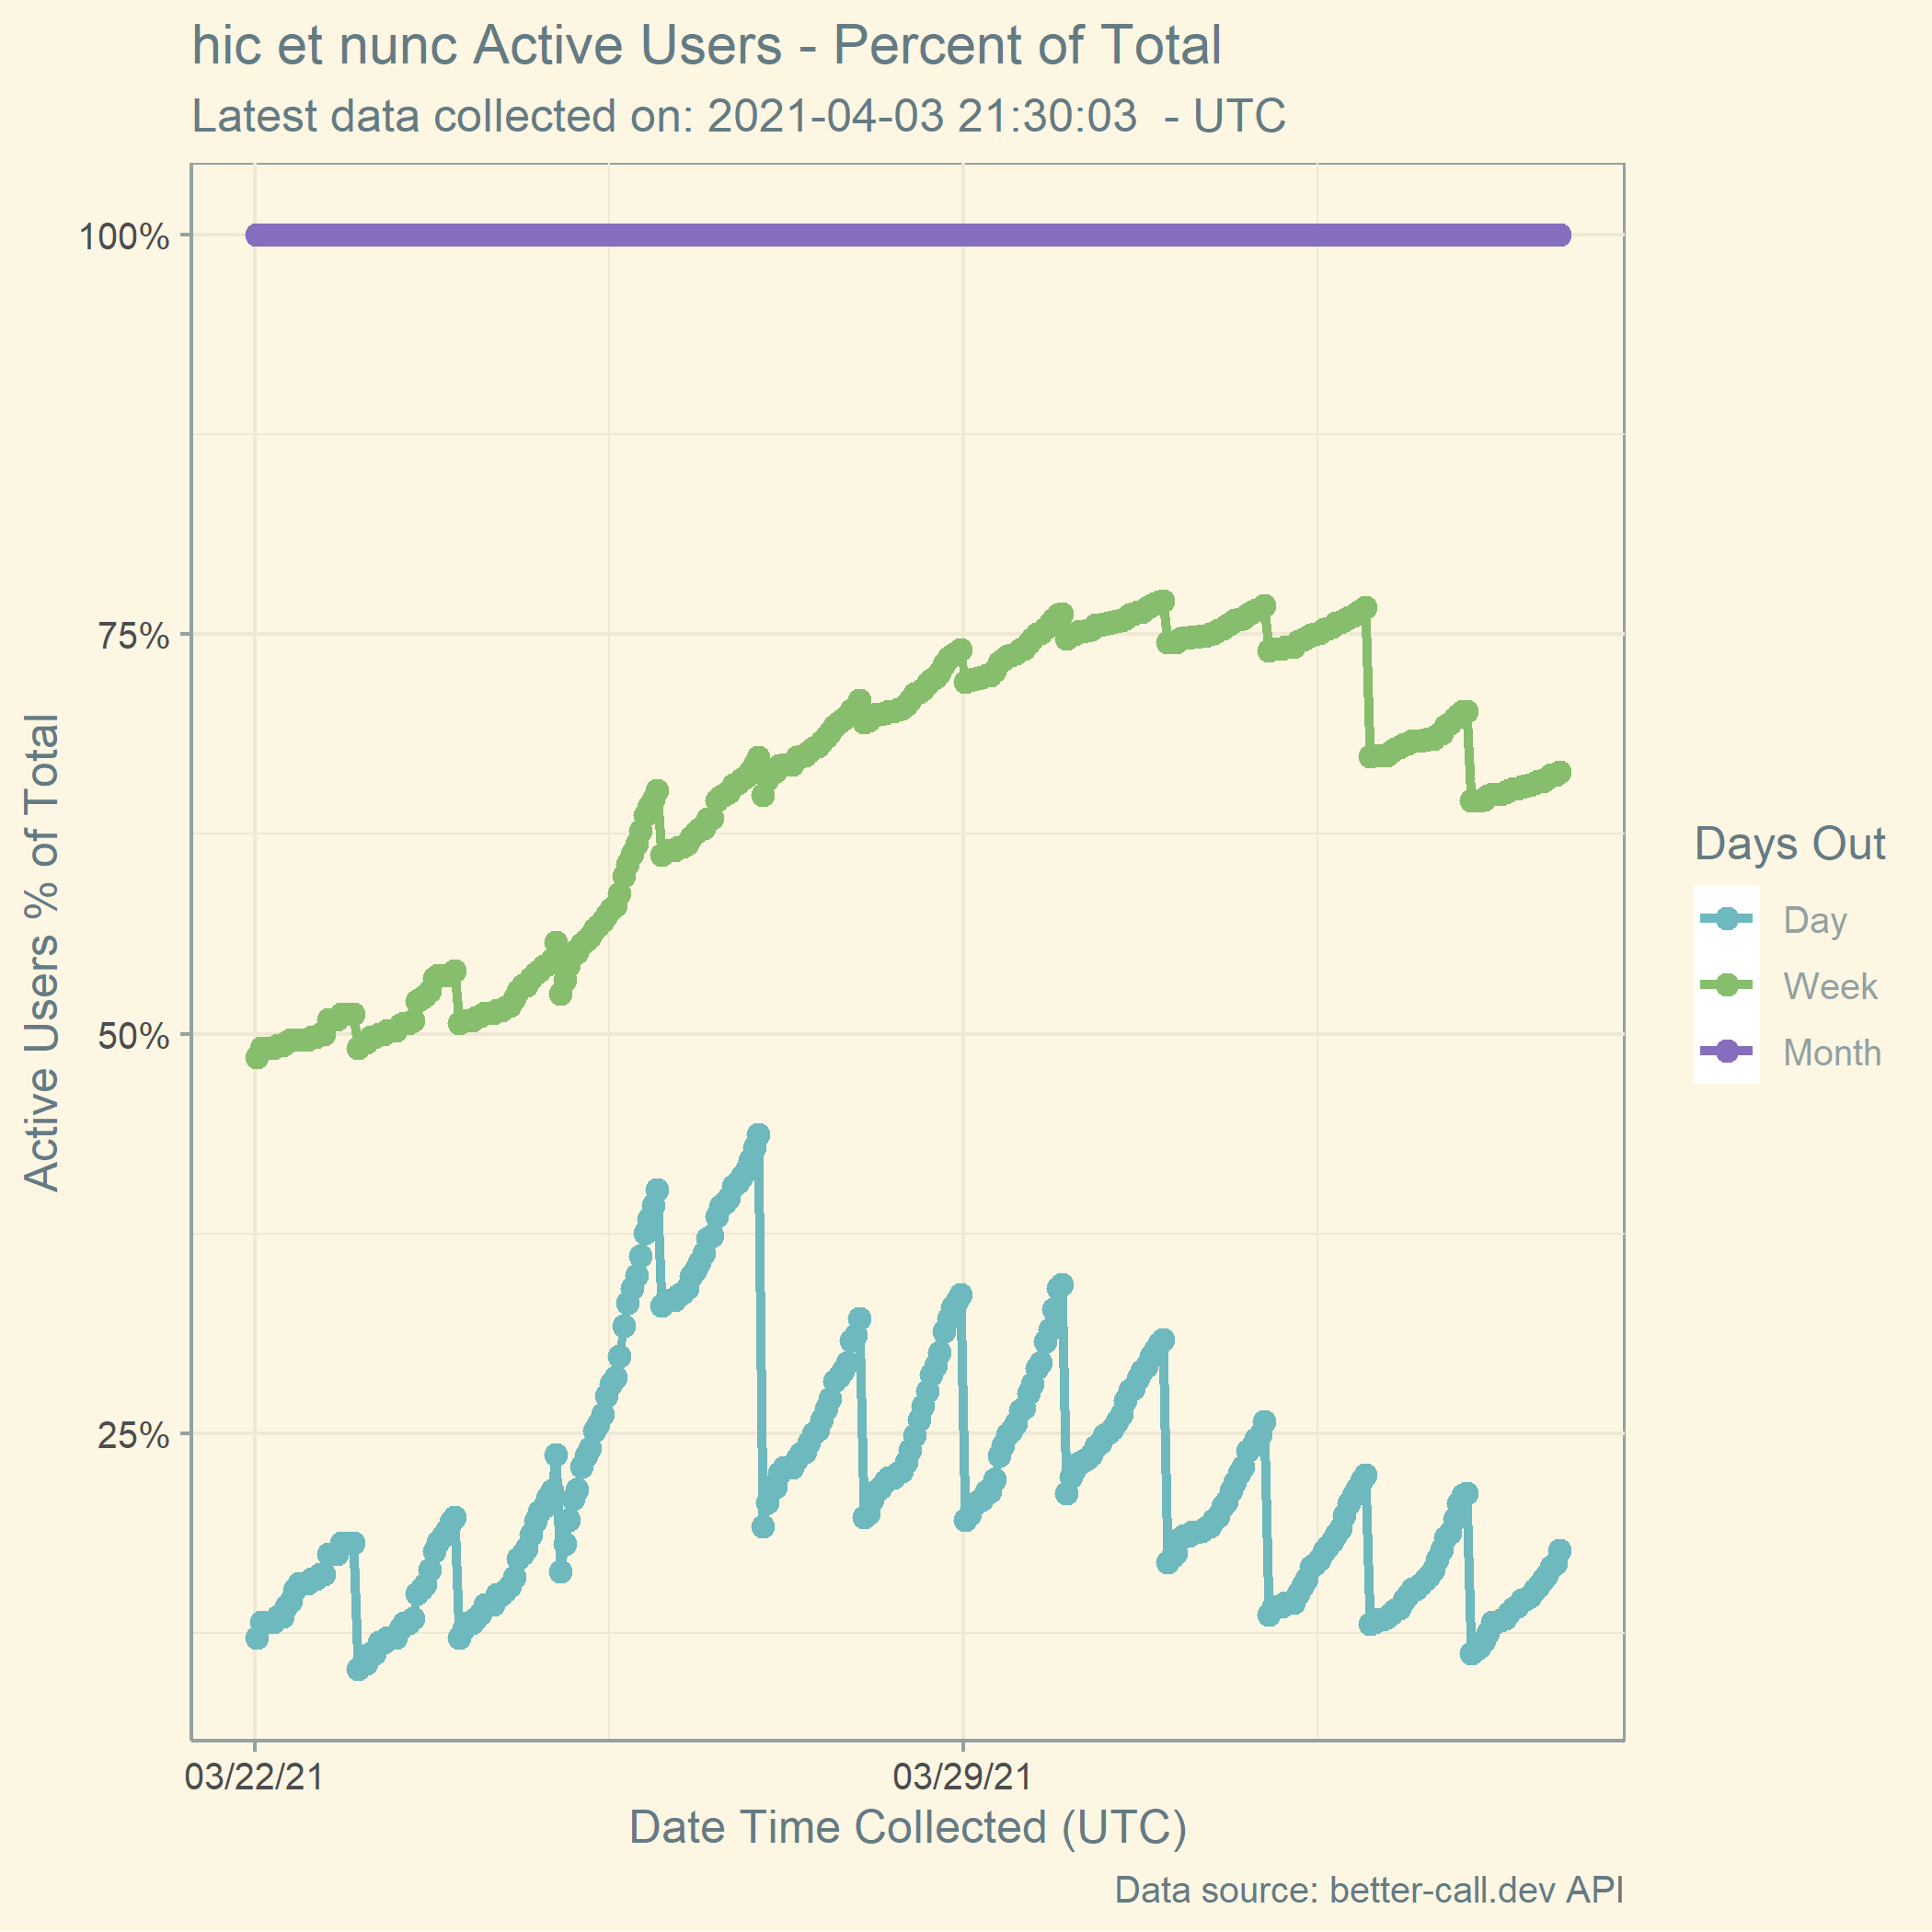 hic et nunc Active Users - Percent of Total
Latest data collected on: 2021-04-03 21:30:03  - UTC
Active Users % of Total
100%
75%
50%
25%
03/22/21
03/29/21
Date Time Collected (UTC)
Days Out
Day
Week
Month
Data source: better-call.dev API